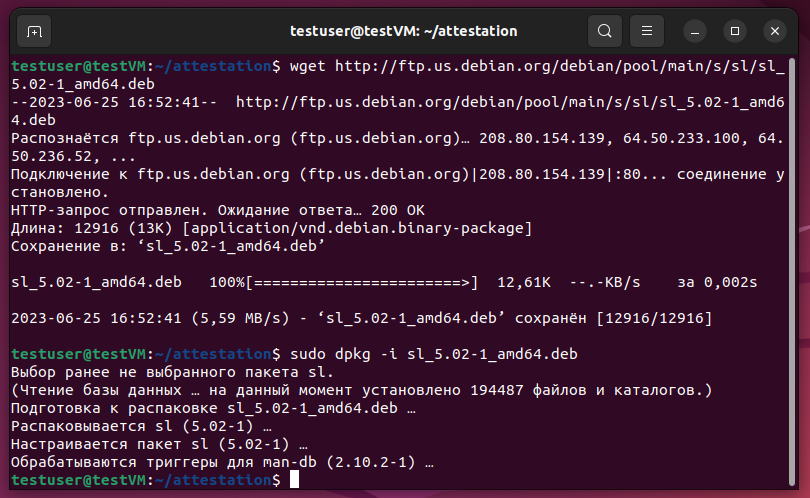 testuser@testVM: ~/attestation
testuser@testVM:~/attestation$ wget http://ftp.us.debian.org/debian/pool/main/s/sl/sl_
5.02-1_amd64.deb
--2023-06-25 16:52:41--  http://ftp.us.debian.org/debian/pool/main/s/sl/sl_5.02-1_amd6
4.deb
Распознаётся ftp.us.debian.org (ftp.us.debian.org)… 208.80.154.139, 64.50.233.100, 64.
50.236.52, ...
Подключение к ftp.us.debian.org (ftp.us.debian.org)|208.80.154.139|:80... соединение у
становлено.
HTTP-запрос отправлен. Ожидание ответа… 200 OK
Длина: 12916 (13K) [application/vnd.debian.binary-package]
Сохранение в: ‘sl_5.02-1_amd64.deb’
sl_5.02-1_amd64.deb   100%[=======================>]  12,61K  --.-KB/s    за 0,002s
2023-06-25 16:52:41 (5,59 MB/s) - ‘sl_5.02-1_amd64.deb’ сохранён [12916/12916]
testuser@testVM:~/attestation$ sudo dpkg -i sl_5.02-1_amd64.deb
Выбор ранее не выбранного пакета sl.
(Чтение базы данных … на данный момент установлено 194487 файлов и каталогов.)
Подготовка к распаковке sl_5.02-1_amd64.deb …
Распаковывается sl (5.02-1) …
Настраивается пакет sl (5.02-1) …
Обрабатываются триггеры для man-db (2.10.2-1) …
testuser@testVM:~/attestation$